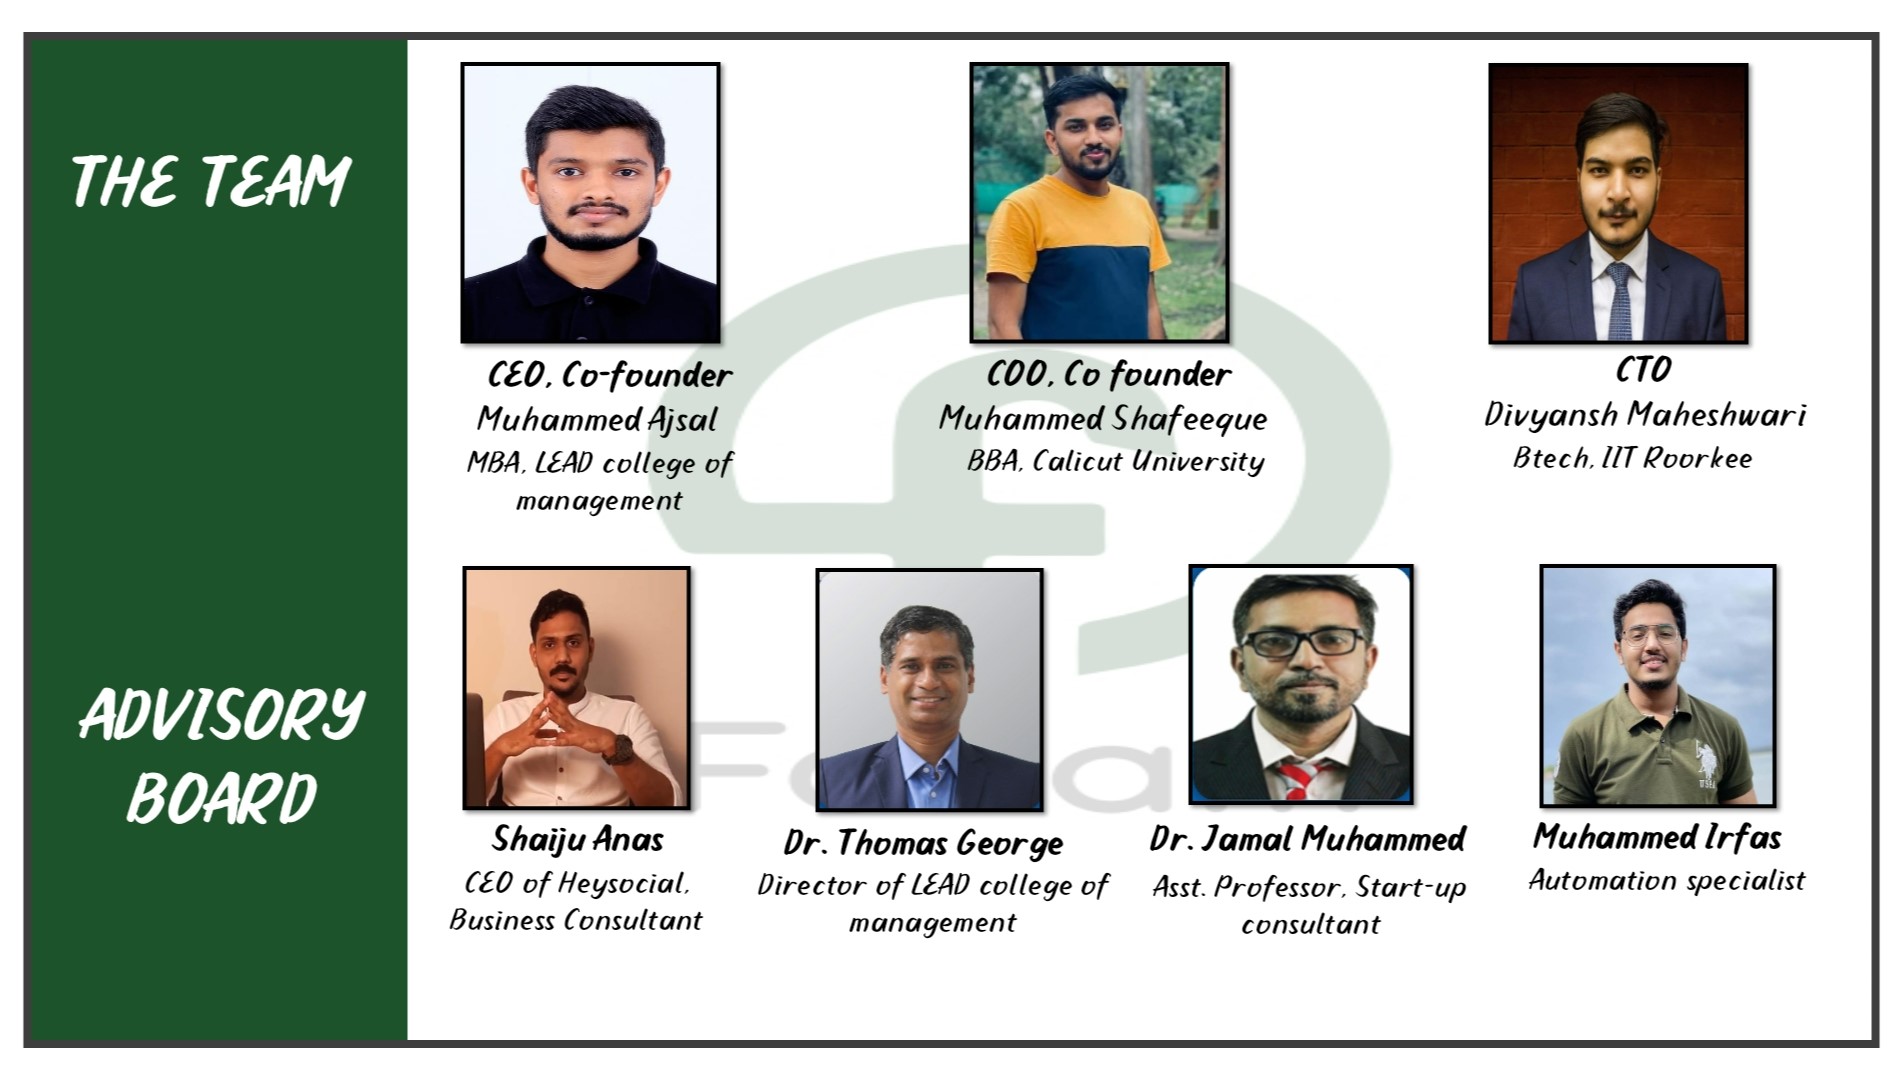 THE TEAM
CEO, Co-founder
Muhammed Ajsal
MBA, LEAD college of
management
COO, Co founder
Muhammed Shafeeque
BBA, Calicut University
CTO
Divyansh Maheshwari
Btech, IIT Roorkee
ADVISORY
BOARD
Shaiju Anas
CEO of Heysocial,
Business Consultant
Dr. Thomas George
Director of LEAD college of
management
Dr. Jamal Muhammed
Asst. Professor, Start-up
consultant
Muhammed Irfas
Automation specialist